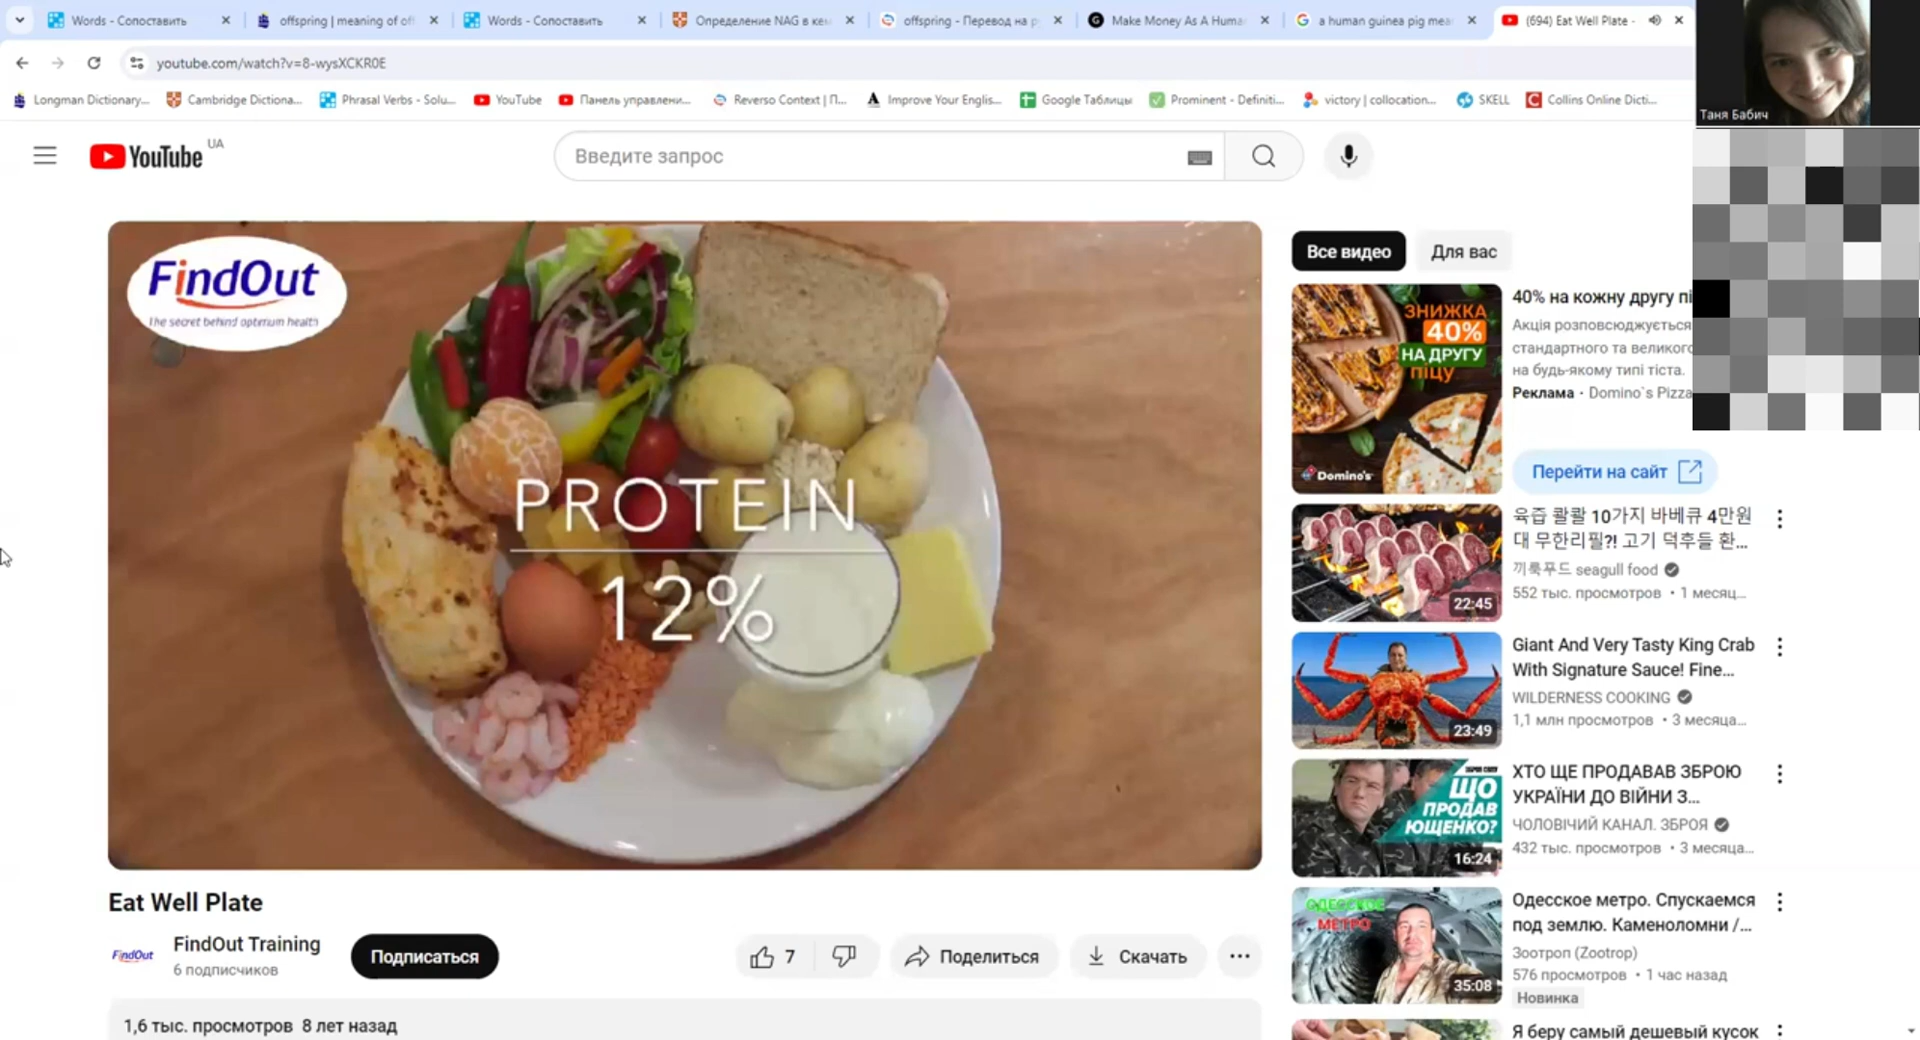 Words - Сопоставить
offspring | meaning of of
Words - Сопоставить
Определение NAG в кем
offspring - Перевод на р
Make Money As A Huma
a human guinea pig mea
(694) Eat Well Plate -
youtube.com/watch?v=8-wysXCKR0E
Longman Dictionary...
Cambridge Dictiona...
Phrasal Verbs - Solu...
YouTube
Панель управлени...
Reverso Context | П...
Improve Your Englis...
Google Таблицы
Prominent - Definiti...
victory | collocation...
SKELL
Collins Online Dicti...
Таня Бабич
YouTube UA
Введите запрос
FindOut
The secret behind optimum health
PROTEIN
12%
Eat Well Plate
FindOut
FindOut Training
6 подписчиков
Подписаться
7
Поделиться
Скачать
1,6 тыс. просмотров 8 лет назад
Все видео
Для вас
ЗНИЖКА
40%
НА ДРУГУ
ПІЦУ
Domino's
40% на кожну другу пі
Акція розповсюджується
стандартного та великого
на будь-якому типі тіста.
Реклама · Domino`s Pizza
Перейти на сайт
육즙 콸콸 10가지 바베큐 4만원
대 무한리필?! 고기 덕후들 환...
끼룩푸드 seagull food
552 тыс. просмотров • 1 месяц...
22:45
Giant And Very Tasty King Crab
With Signature Sauce! Fine...
WILDERNESS COOKING
1,1 млн просмотров • 3 месяца...
23:49
ХТО ЩЕ ПРОДАВАВ ЗБРОЮ
УКРАЇНИ ДО ВІЙНИ З...
ЧОЛОВІЧИЙ КАНАЛ. ЗБРОЯ
432 тыс. просмотров • 3 месяца...
ЩО
ПРОДАВ
ЮЩЕНКО?
16:24
Одесское метро. Спускаемся
под землю. Каменоломни /...
Зоотроп (Zootrop)
576 просмотров • 1 час назад
Новинка
ОДЕССКОЕ
МЕТРО
35:08
Я беру самый дешевый кусок